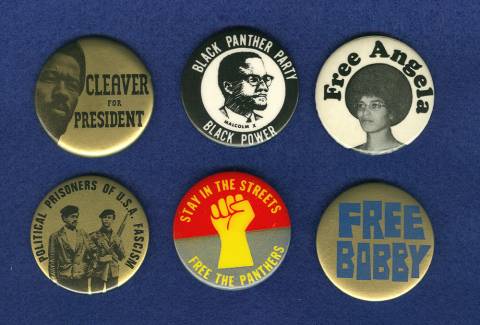 CLEAVER
FOR
PRESIDENT
BLACK PANTHER PARTY
MALCOLM X
BLACK POWER
Free Angela
POLITICAL PRISONERS OF U.S.A. FASCISM
STAY IN THE STREETS
FREE THE PANTHERS
FREE
BOBBY